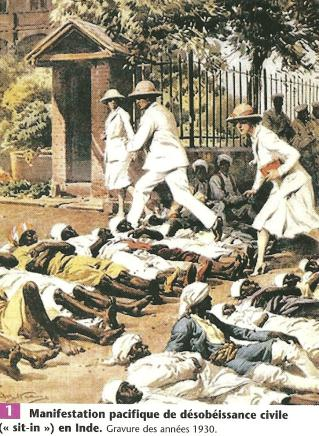 1 Manifestation pacifique de désobéissance civile
(« sit-in ») en Inde. Gravure des années 1930.